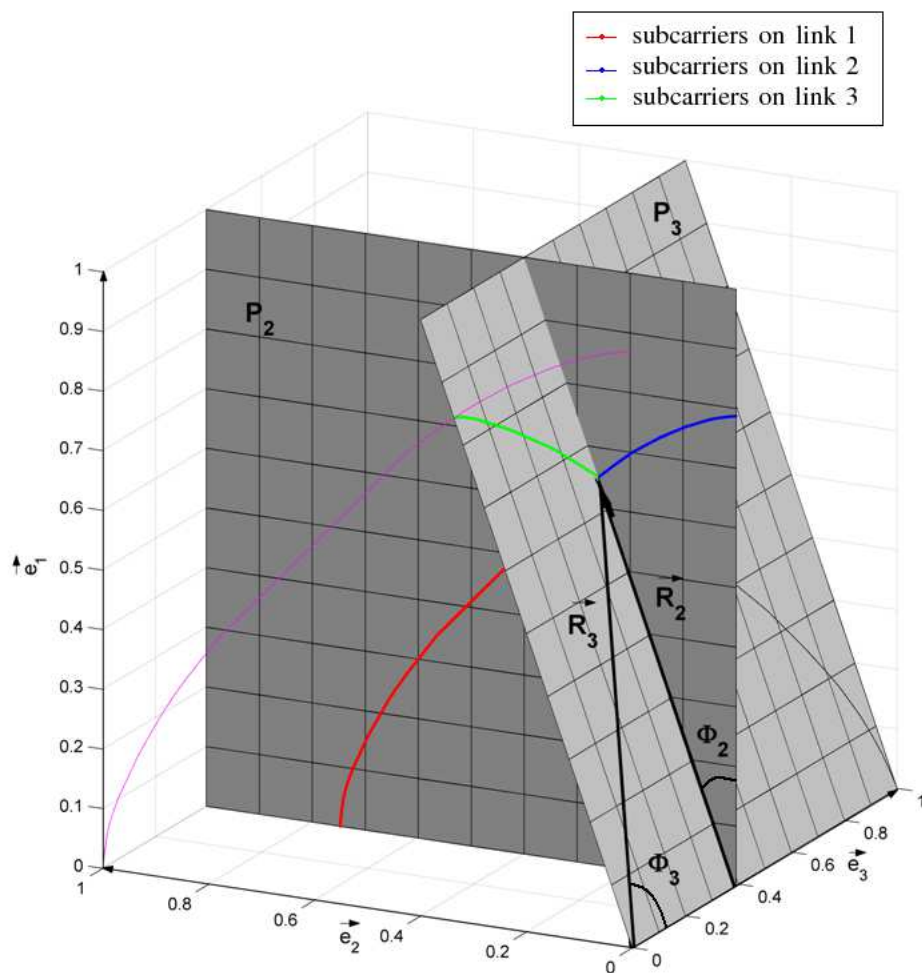 subcarriers on link 1
subcarriers on link 2
subcarriers on link 3
P3
P2
1
0.9
0.8
0.7
0.6
0.5
0.4
0.3
0.2
0.1
0
e1
R3
R2
Φ2
Φ3
1
0.8
0.6
0.4
0.2
0
e2
0
0.2
0.4
0.6
0.8
1
e3